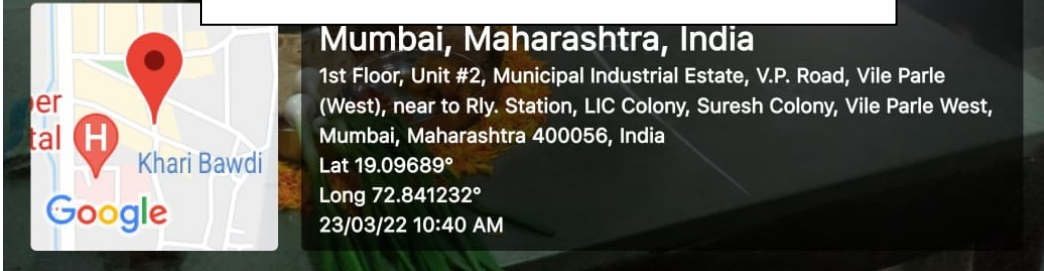 Mumbai, Maharashtra, India
1st Floor, Unit #2, Municipal Industrial Estate, V.P. Road, Vile Parle
(West), near to Rly. Station, LIC Colony, Suresh Colony, Vile Parle West,
Mumbai, Maharashtra 400056, India
Lat 19.09689°
Long 72.841232°
23/03/22 10:40 AM
H
Khari Bawdi
Google